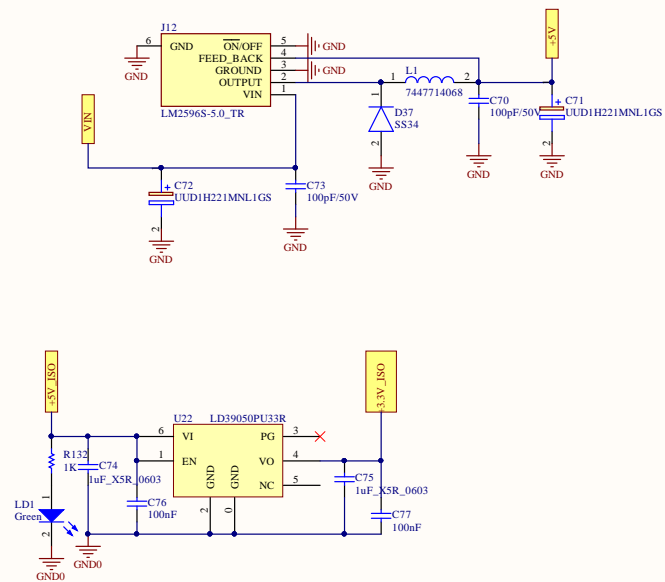 J12
6
GND
ON/OFF
5
GND
FEED_BACK
4
GROUND
3
GND
OUTPUT
2
VIN
1
GND
LM2596S-5.0_TR
+5V
1
L1
2
7447714068
1
D37
SS34
2
GND
C70
100pF/50V
GND
+
C71
UUD1H221MNL1GS
2
GND
VIN
+
C72
UUD1H221MNL1GS
2
GND
C73
100pF/50V
GND
+5V_ISO
+3.3V_ISO
U22
LD39050PU33R
6
VI
PG
3
1
EN
VO
4
NC
5
GND
GND
2
0
R132
1K
C74
1uF_X5R_0603
C76
100nF
C75
1uF_X5R_0603
C77
100nF
LD1
Green
1
2
GND0
GND0